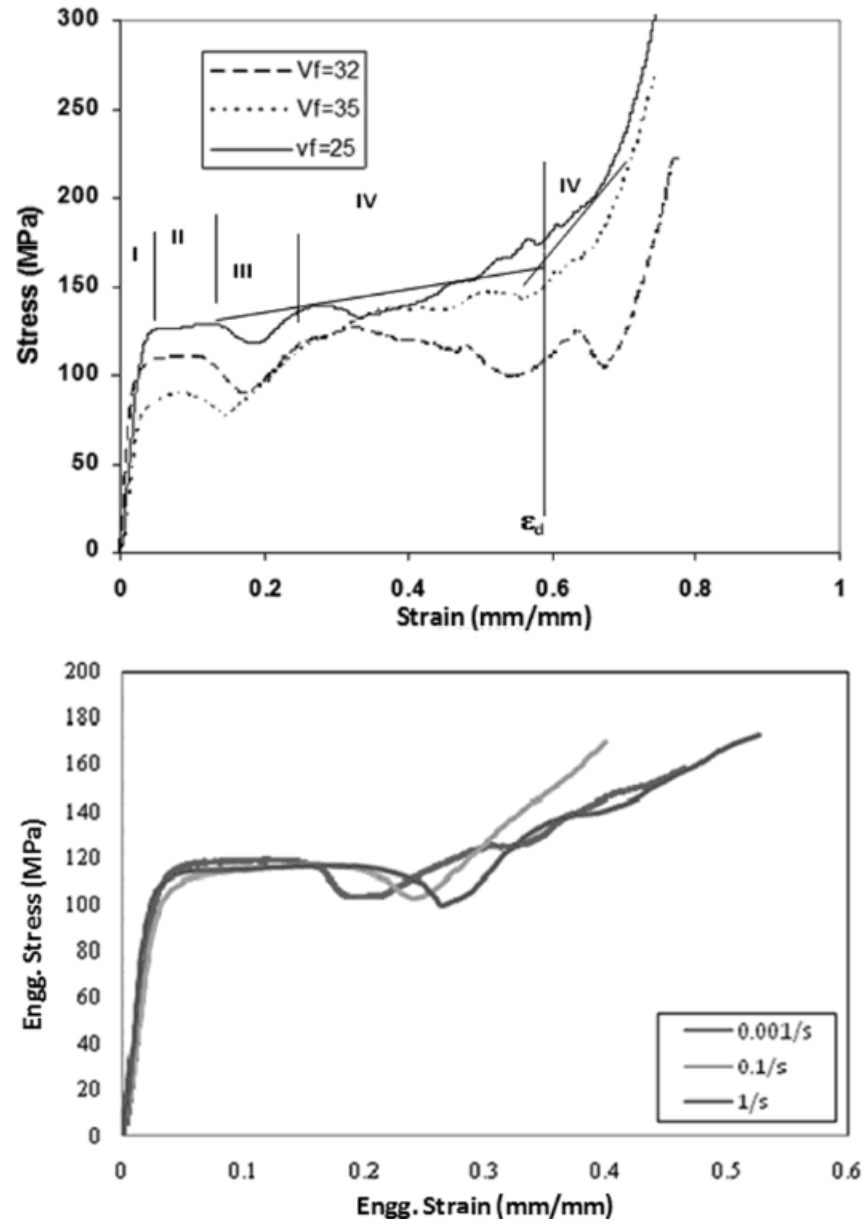 300
250
200
150
100
50
0
Stress (MPa)
Vf=32
Vf=35
vf=25
I
II
III
IV
IV
εd
0
0.2
0.4
0.6
0.8
1
Strain (mm/mm)
200
180
160
140
120
100
80
60
40
20
0
Engg. Stress (MPa)
0.001/s
0.1/s
1/s
0
0.1
0.2
0.3
0.4
0.5
0.6
Engg. Strain (mm/mm)